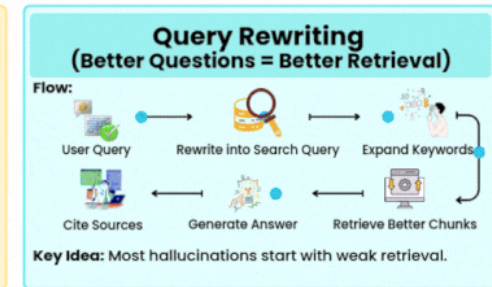 Query Rewriting
(Better Questions = Better Retrieval)
Flow:
User Query
Rewrite into Search Query
Expand Keywords
Cite Sources
Generate Answer
Retrieve Better Chunks
Key Idea: Most hallucinations start with weak retrieval.